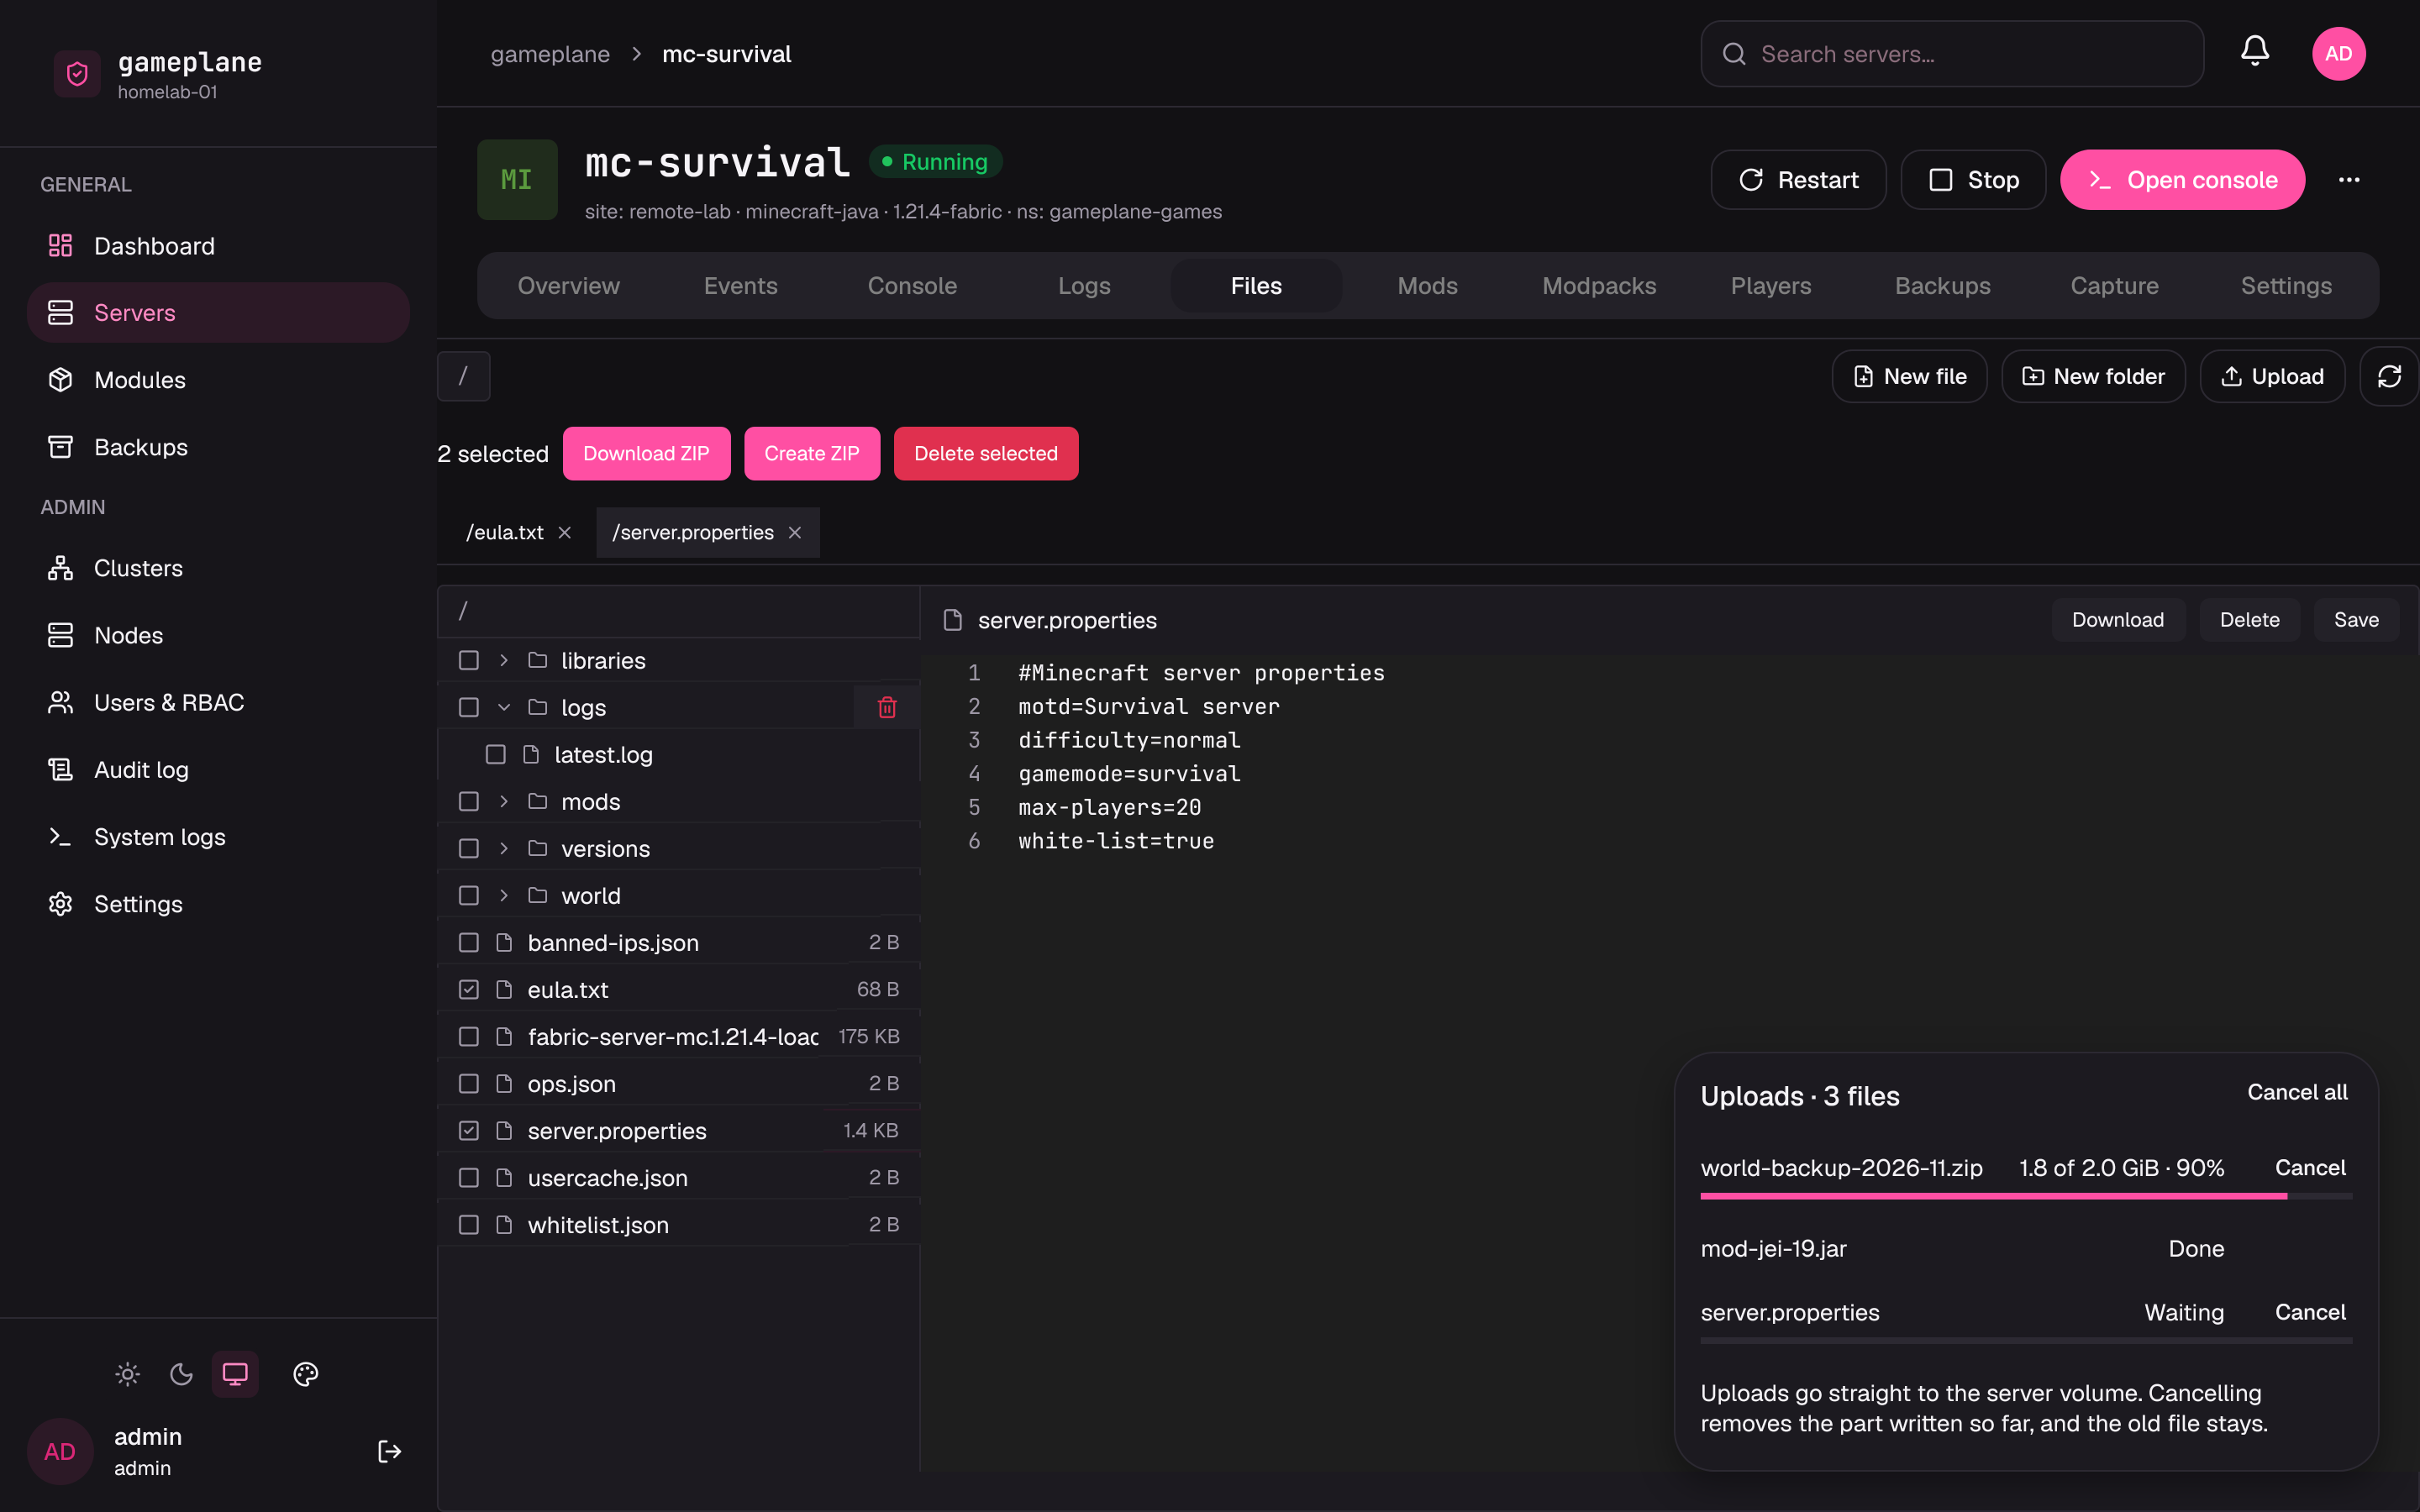 gameplane
homelab-01
GENERAL
Dashboard
Servers
Modules
Backups
ADMIN
Clusters
Nodes
Users & RBAC
Audit log
System logs
Settings
AD
admin
admin
gameplane > mc-survival
Search servers...
AD
MI
mc-survival
Running
site: remote-lab · minecraft-java · 1.21.4-fabric · ns: gameplane-games
Restart
Stop
Open console
Overview
Events
Console
Logs
Files
Mods
Modpacks
Players
Backups
Capture
Settings
/
New file
New folder
Upload
2 selected
Download ZIP
Create ZIP
Delete selected
/eula.txt
/server.properties
/
libraries
logs
latest.log
mods
versions
world
banned-ips.json 2 B
eula.txt 68 B
fabric-server-mc.1.21.4-loac 175 KB
ops.json 2 B
server.properties 1.4 KB
usercache.json 2 B
whitelist.json 2 B
server.properties
Download
Delete
Save
1 #Minecraft server properties
2 motd=Survival server
3 difficulty=normal
4 gamemode=survival
5 max-players=20
6 white-list=true
Uploads · 3 files
Cancel all
world-backup-2026-11.zip 1.8 of 2.0 GiB · 90% Cancel
mod-jei-19.jar Done
server.properties Waiting Cancel
Uploads go straight to the server volume. Cancelling
removes the part written so far, and the old file stays.